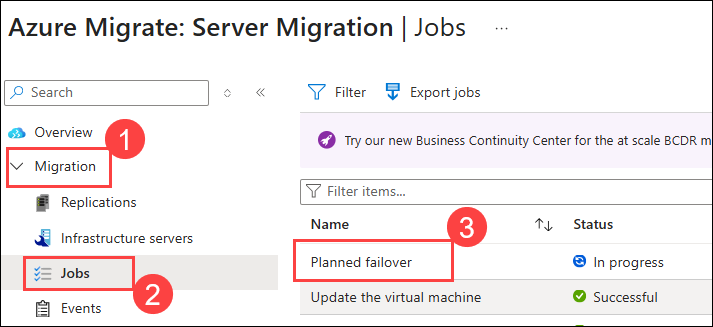 Azure Migrate: Server Migration | Jobs ...
Search
Overview
1
Migration
Replications
Infrastructure servers
Jobs
2
Events
Filter
Export jobs
Try our new Business Continuity Center for the at scale BCDR m
Filter items...
3
Name
Status
Planned failover
In progress
Update the virtual machine
Successful